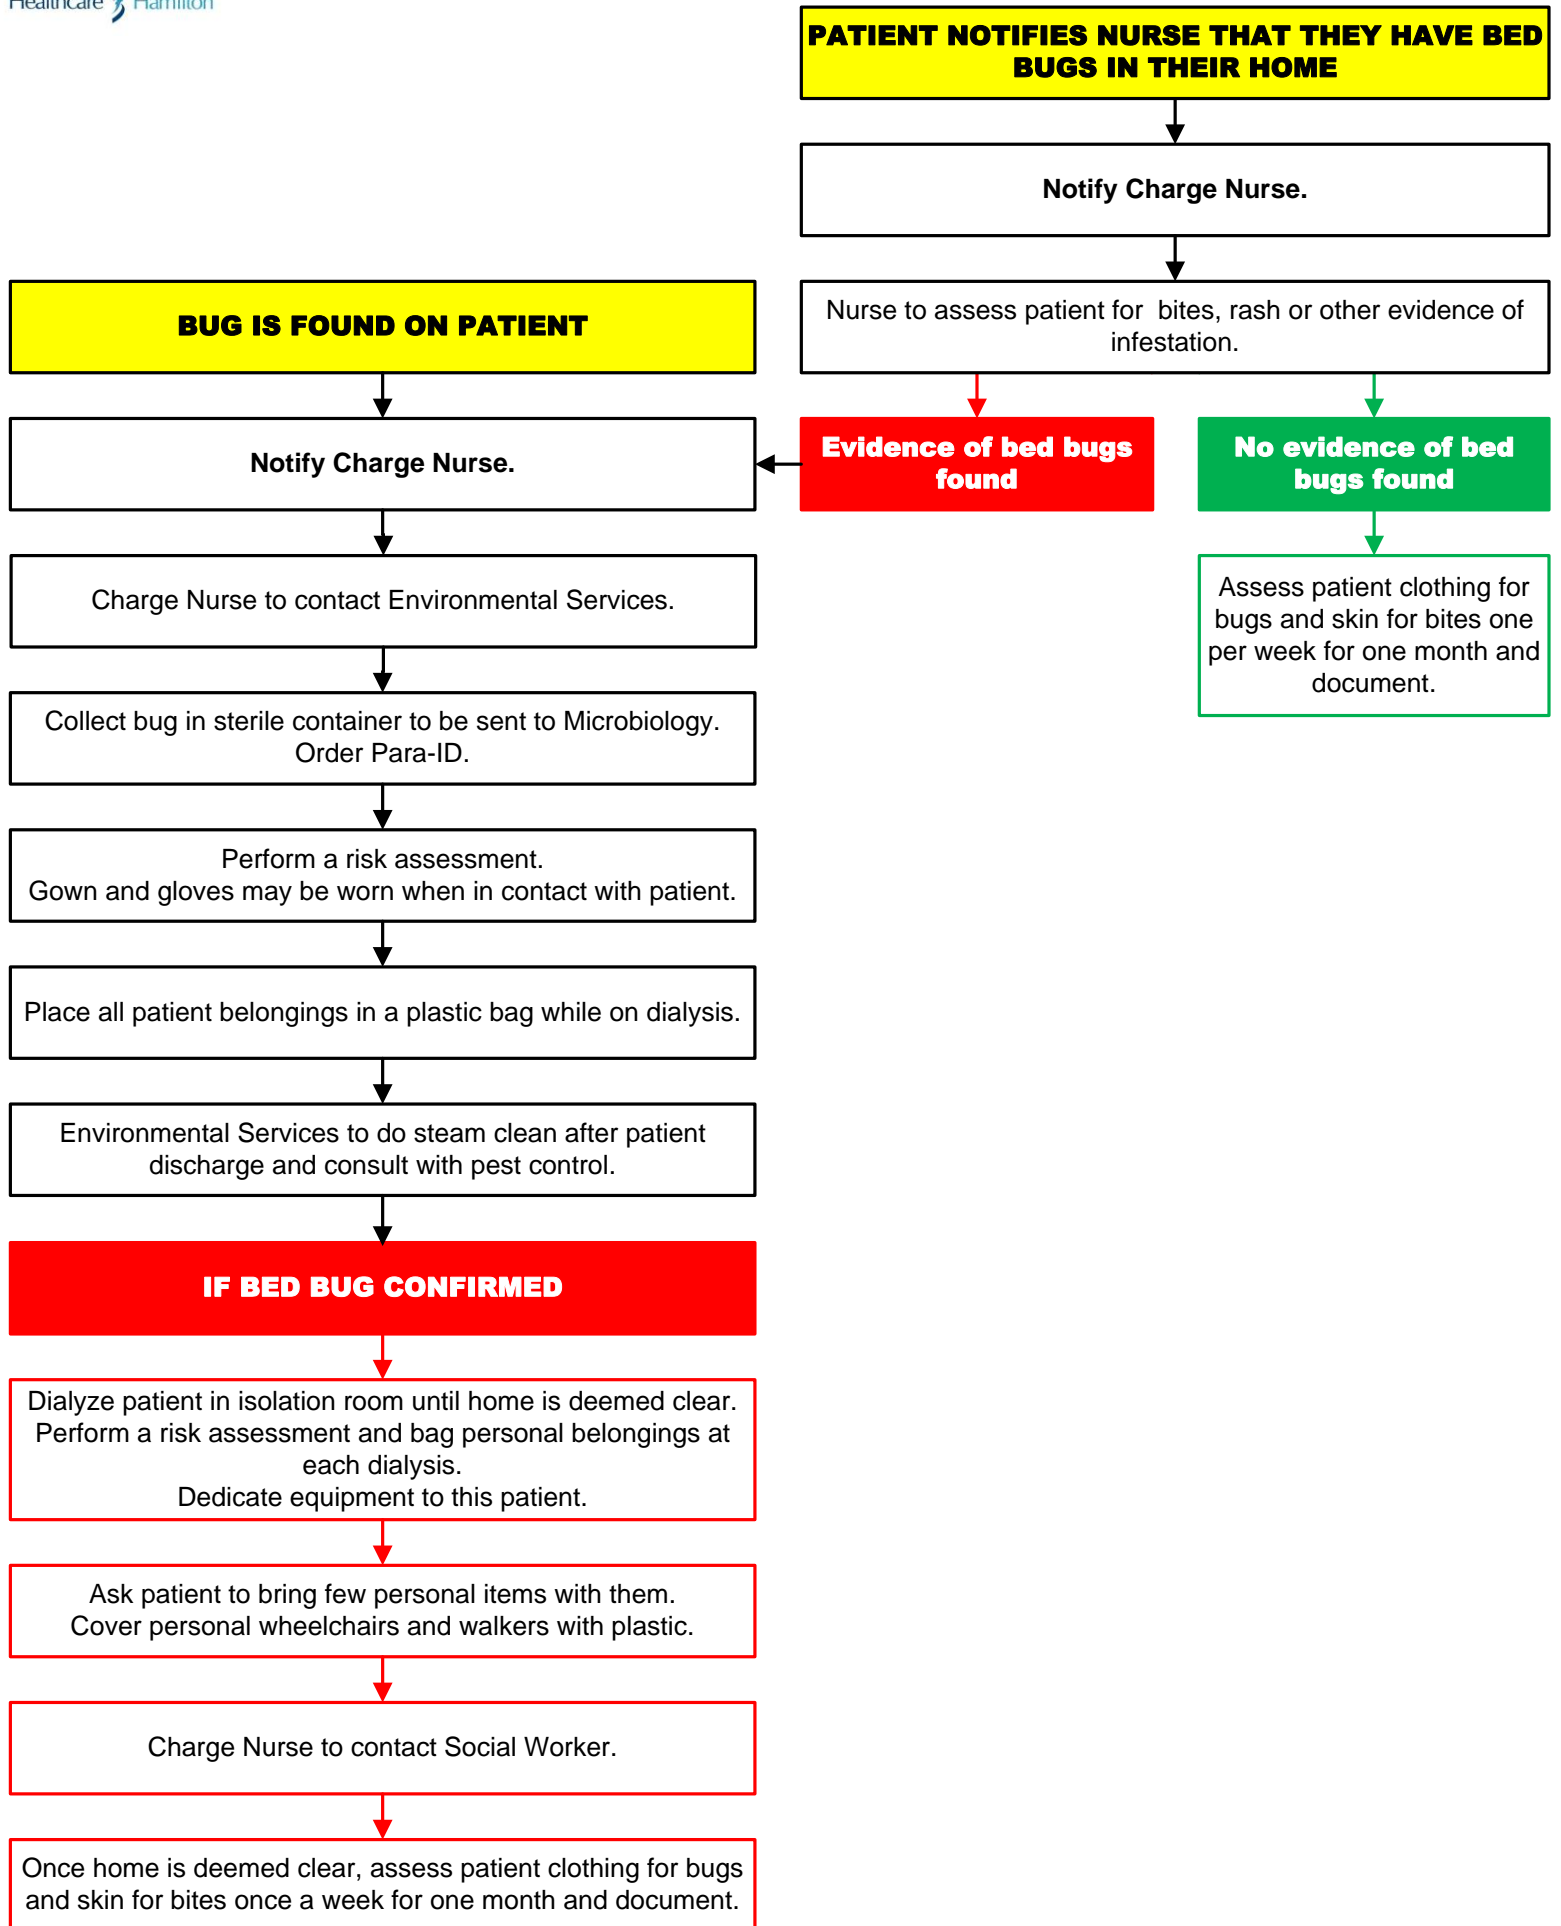 Healthcare Hamilton
PATIENT NOTIFIES NURSE THAT THEY HAVE BED
BUGS IN THEIR HOME
Notify Charge Nurse.
Nurse to assess patient for bites, rash or other evidence of
infestation.
Evidence of bed bugs
found
No evidence of bed
bugs found
Assess patient clothing for
bugs and skin for bites one
per week for one month and
document.
BUG IS FOUND ON PATIENT
Notify Charge Nurse.
Charge Nurse to contact Environmental Services.
Collect bug in sterile container to be sent to Microbiology.
Order Para-ID.
Perform a risk assessment.
Gown and gloves may be worn when in contact with patient.
Place all patient belongings in a plastic bag while on dialysis.
Environmental Services to do steam clean after patient
discharge and consult with pest control.
IF BED BUG CONFIRMED
Dialyze patient in isolation room until home is deemed clear.
Perform a risk assessment and bag personal belongings at
each dialysis.
Dedicate equipment to this patient.
Ask patient to bring few personal items with them.
Cover personal wheelchairs and walkers with plastic.
Charge Nurse to contact Social Worker.
Once home is deemed clear, assess patient clothing for bugs
and skin for bites once a week for one month and document.